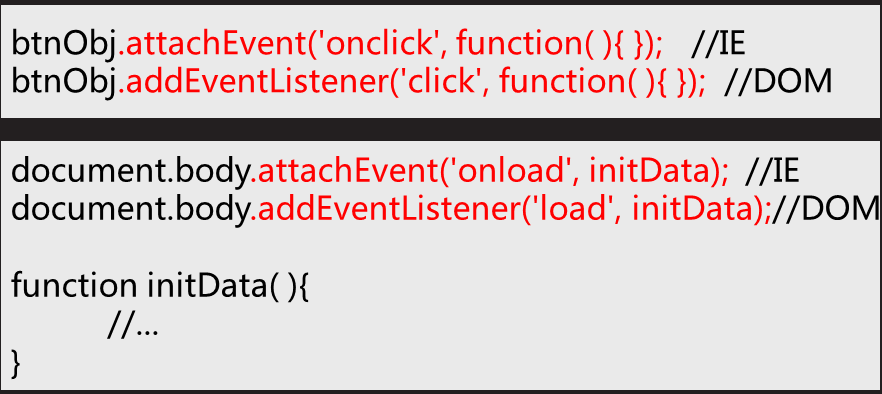 btnObj.attachEvent('onclick', function( ){ });   //IE
btnObj.addEventListener('click', function( ){ });  //DOM
document.body.attachEvent('onload', initData);  //IE
document.body.addEventListener('load', initData);//DOM
function initData( ){
//...
}